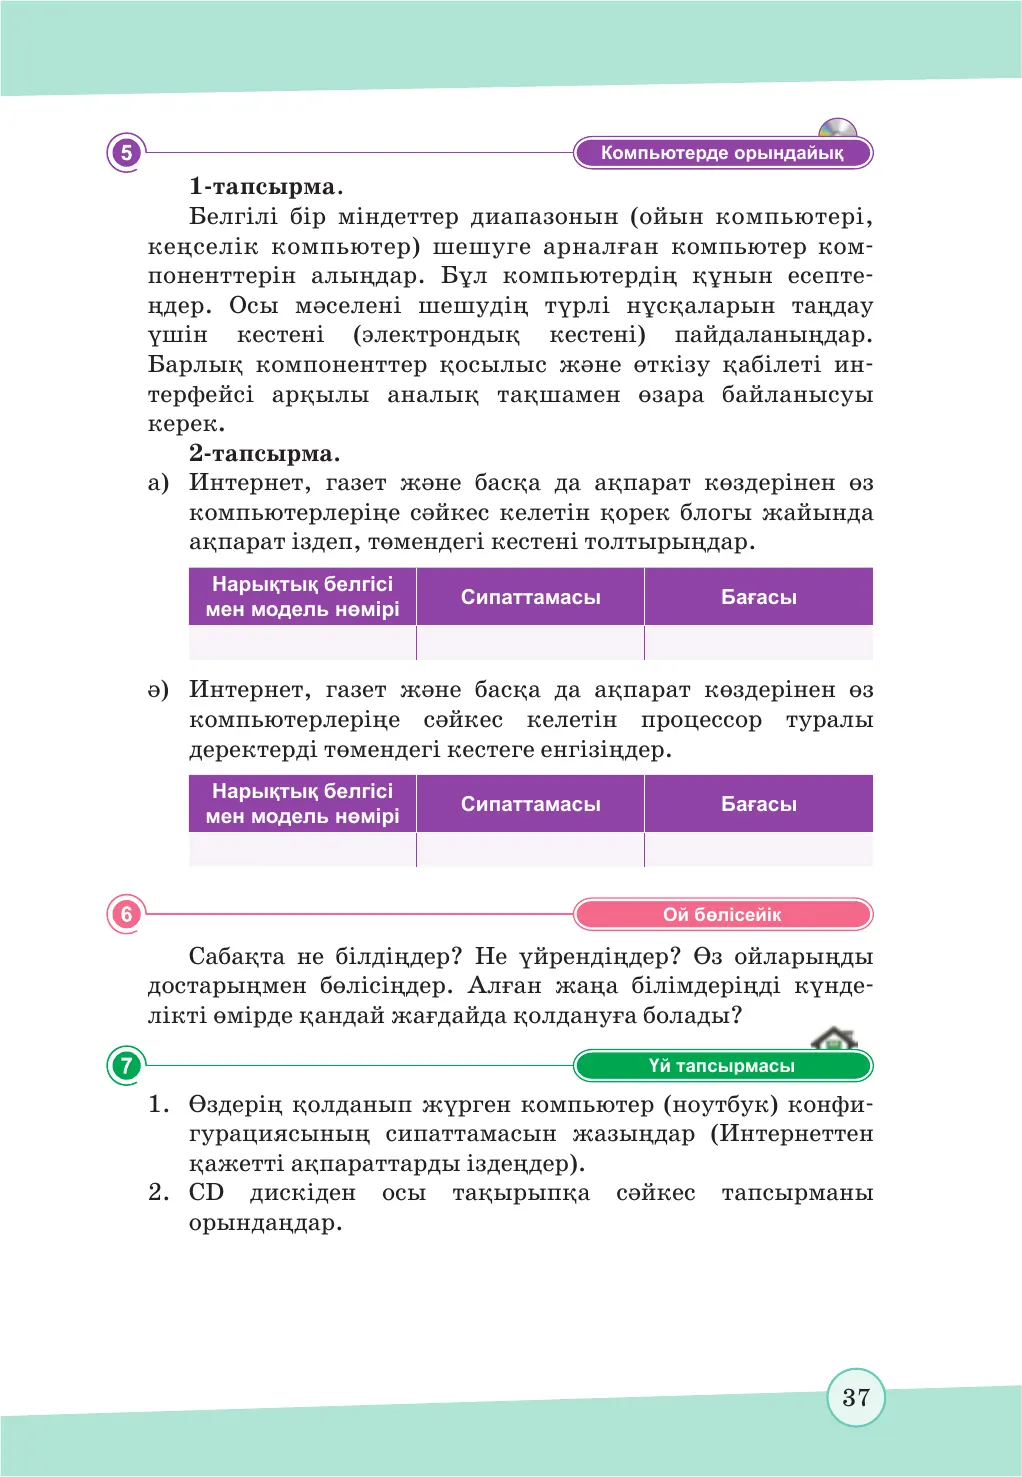 5
Компьютерде орындайық
1-тапсырма.
Белгілі бір міндеттер диапазонын (ойын компьютері,
кеңселік компьютер) шешуге арналған компьютер ком-
поненттерін алыңдар. Бұл компьютердің құнын есепте-
ңдер. Осы мәселені шешудің түрлі нұсқаларын таңдау
үшін кестені (электрондық кестені) пайдаланыңдар.
Барлық компоненттер қосылыс және өткізу қабілеті ин-
терфейсі арқылы аналық тақшамен өзара байланысуы
керек.
2-тапсырма.
а) Интернет, газет және басқа да ақпарат көздерінен өз
компьютерлеріңе сәйкес келетін қорек блогы жайында
ақпарат іздеп, төмендегі кестені толтырыңдар.
Нарықтық белгісі
мен модель нөмірі
Сипаттамасы
Бағасы
ә) Интернет, газет және басқа да ақпарат көздерінен өз
компьютерлеріңе сәйкес келетін процессор туралы
деректерді төмендегі кестеге енгізіңдер.
Нарықтық белгісі
мен модель нөмірі
Сипаттамасы
Бағасы
6
Ой бөлісейік
Сабақта не білдіңдер? Не үйрендіңдер? Өз ойларыңды
достарыңмен бөлісіңдер. Алған жаңа білімдеріңді күнде-
лікті өмірде қандай жағдайда қолдануға болады?
7
Үй тапсырмасы
1. Өздерің қолданып жүрген компьютер (ноутбук) конфи-
гурациясының сипаттамасын жазыңдар (Интернеттен
қажетті ақпараттарды іздеңдер).
2. CD дискіден осы тақырыпқа сәйкес тапсырманы
орындаңдар.
37